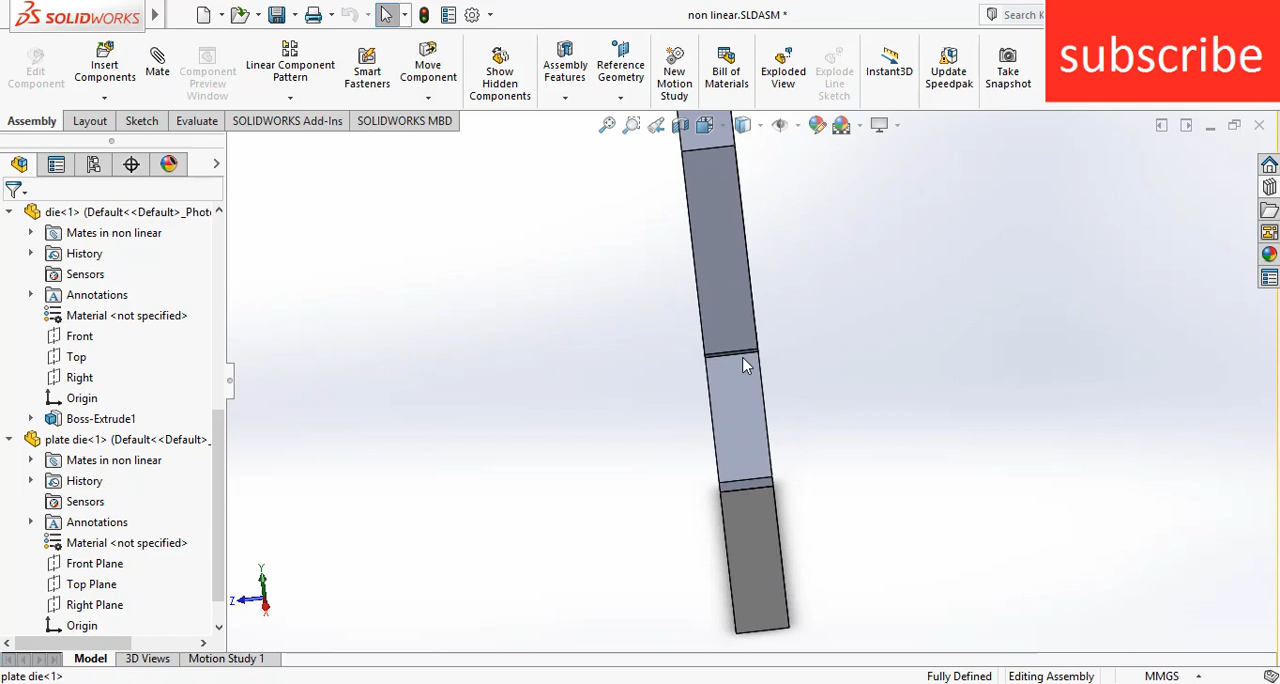 SOLIDWORKS
non linear.SLDASM *
Search K
subscribe
Edit Component
Insert Components
Mate
Component Preview Window
Linear Component Pattern
Smart Fasteners
Move Component
Show Hidden Components
Assembly Features
Reference Geometry
New Motion Study
Bill of Materials
Exploded View
Explode Line Sketch
Instant3D
Update Speedpak
Take Snapshot
Assembly
Layout
Sketch
Evaluate
SOLIDWORKS Add-Ins
SOLIDWORKS MBD
die<1> (Default<<Default>_Photo
Mates in non linear
History
Sensors
Annotations
Material <not specified>
Front
Top
Right
Origin
Boss-Extrude1
plate die<1> (Default<<Default>_
Mates in non linear
History
Sensors
Annotations
Material <not specified>
Front Plane
Top Plane
Right Plane
Origin
Y
Z
X
Model
3D Views
Motion Study 1
plate die<1>
Fully Defined
Editing Assembly
MMGS